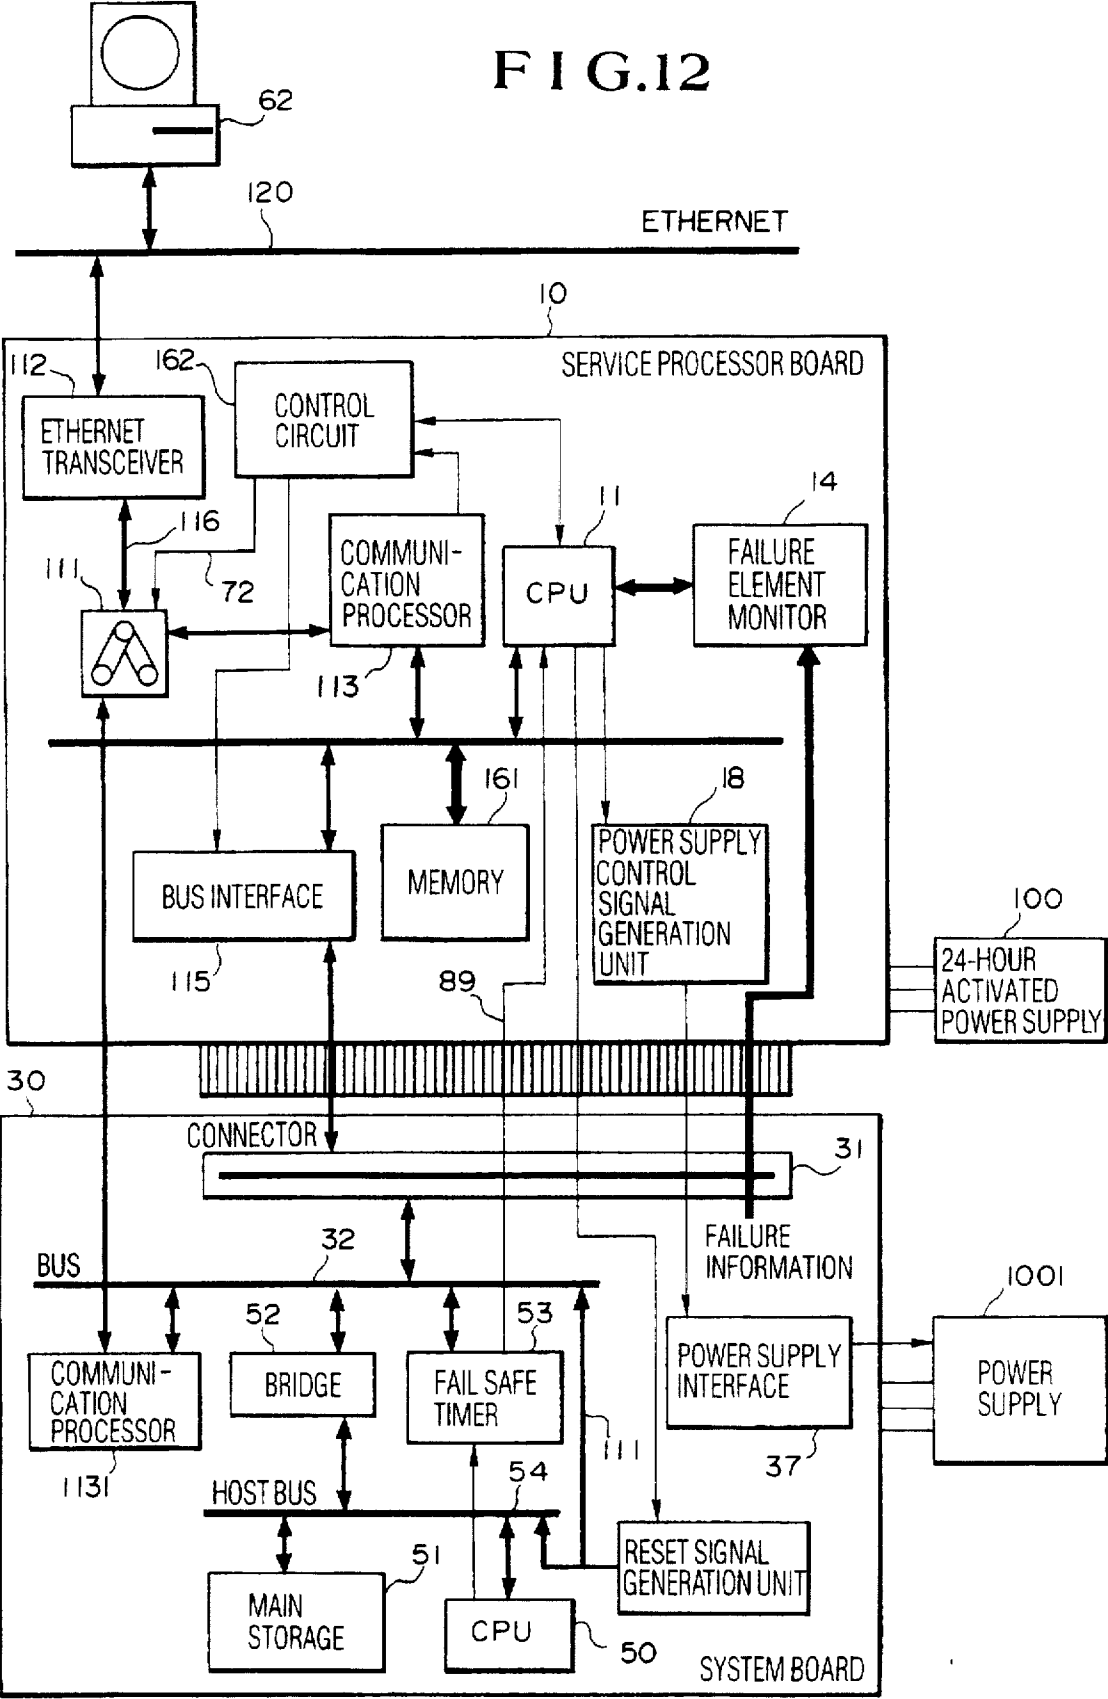 FIG.12
62
120
ETHERNET
10
SERVICE PROCESSOR BOARD
112
162
ETHERNET
TRANSCEIVER
CONTROL
CIRCUIT
116
11
14
111
72
COMMUNI-
CATION
PROCESSOR
CPU
FAILURE
ELEMENT
MONITOR
113
161
18
BUS INTERFACE
MEMORY
POWER SUPPLY
CONTROL
SIGNAL
GENERATION
UNIT
115
89
100
24-HOUR
ACTIVATED
POWER SUPPLY
30
CONNECTOR
31
FAILURE
INFORMATION
BUS
32
52
53
1001
COMMUNI-
CATION
PROCESSOR
BRIDGE
FAIL SAFE
TIMER
POWER SUPPLY
INTERFACE
POWER
SUPPLY
1131
111
37
HOST BUS
54
51
RESET SIGNAL
GENERATION UNIT
MAIN
STORAGE
CPU
50
SYSTEM BOARD